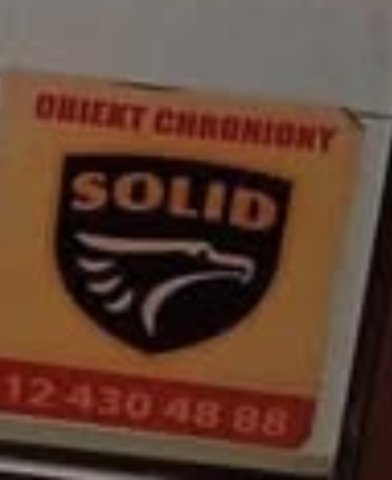 OBIEKT CHRONIONY
SOLID
12 430 48 88